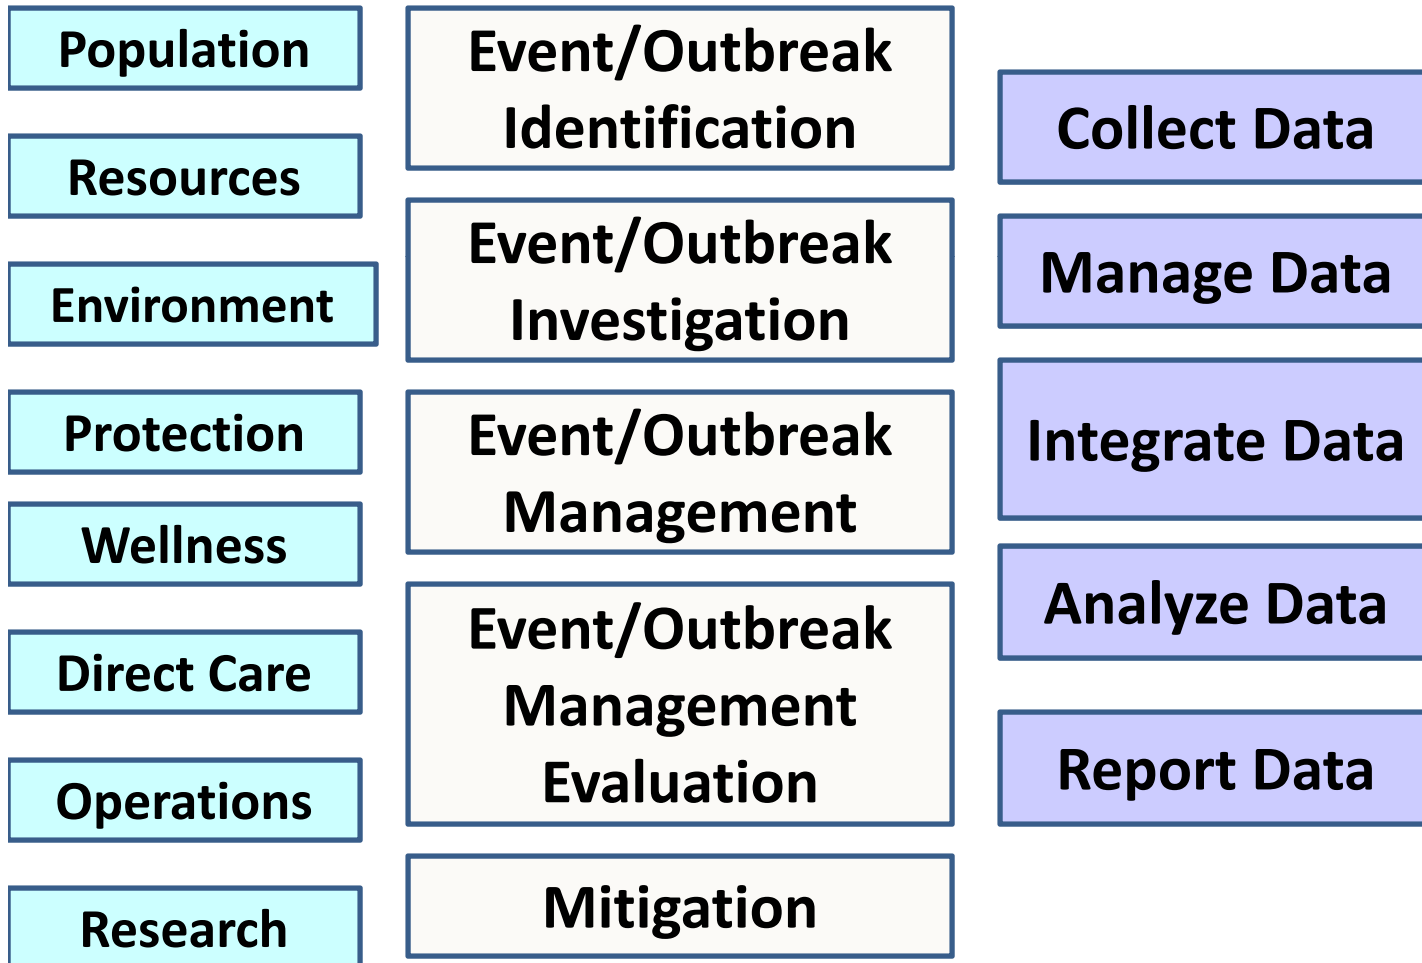 Population
Resources
Environment
Protection
Wellness
Direct Care
Operations
Research
Event/Outbreak
Identification
Event/Outbreak
Investigation
Event/Outbreak
Management
Event/Outbreak
Management
Evaluation
Mitigation
Collect Data
Manage Data
Integrate Data
Analyze Data
Report Data